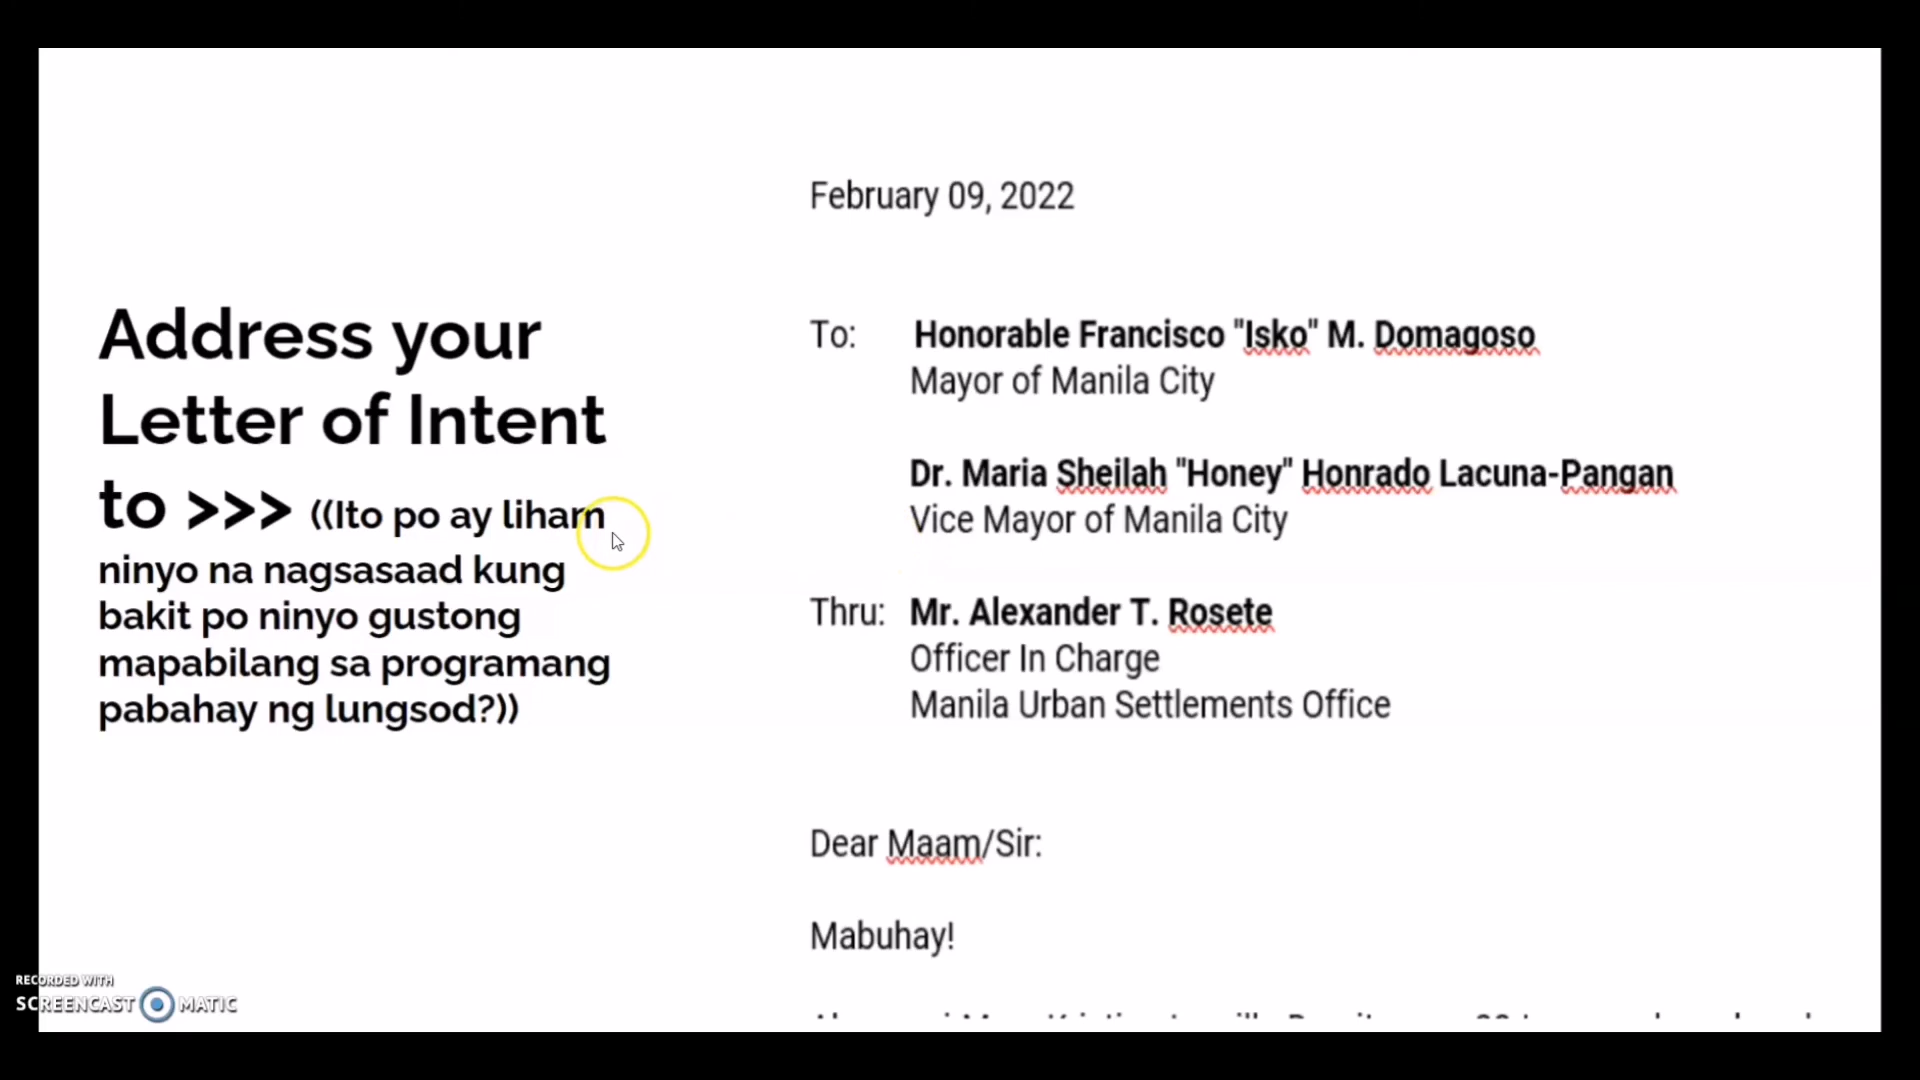 Address your
Letter of Intent
to >>> ((Ito po ay liham
ninyo na nagsasaad kung
bakit po ninyo gustong
mapabilang sa programang
pabahay ng lungsod?))
February 09, 2022
To: Honorable Francisco "Isko" M. Domagoso
Mayor of Manila City
Dr. Maria Sheilah "Honey" Honrado Lacuna-Pangan
Vice Mayor of Manila City
Thru: Mr. Alexander T. Rosete
Officer In Charge
Manila Urban Settlements Office
Dear Maam/Sir:
Mabuhay!
RECORDED WITH
SCREENCAST MATIC